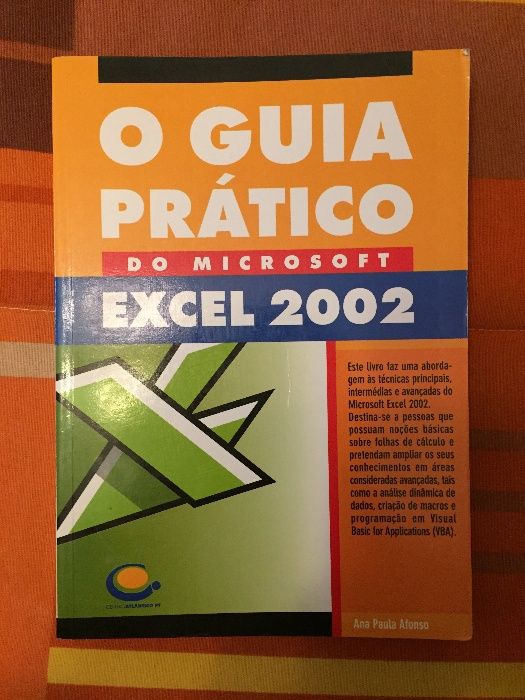 O GUIA
PRÁTICO
DO MICROSOFT
EXCEL 2002
Este livro faz uma aborda-
gem às técnicas principais,
intermédias e avançadas do
Microsoft Excel 2002.
Destina-se a pessoas que
possuam noções básicas
sobre folhas de cálculo e
pretendam ampliar os seus
conhecimentos em áreas
consideradas avançadas, tais
como a análise dinâmica de
dados, criação de macros e
programação em Visual
Basic for Applications (VBA).
CENTROATLÂNTICO.PT
Ana Paula Afonso